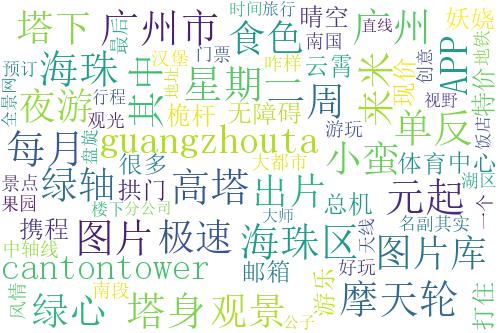 塔下
广州市
食色
晴空
时间旅行
妖娆
广州
最后
汉堡
门票
咋样
南国
直线
创意
地铁
海珠
其中
星期二
云霄
一周
来米
现价
APP
特价
预订
全景网
夜游
行程
观光
地址
桅杆
无障碍
视野
饭店
guangzhouta
单反
每月
盘旋
很多
大都市
游玩
小蛮
体育中心
绿轴
景点
果园
拱门
高塔
出片
总机
元起
湖区
一个
携程
楼下
分公司
图片
极速
海珠区
大师
天线
名副其实
图片库
中轴线
cantontower
邮箱
好玩
风情
南段
绿心
塔身
观景
公子
游乐
摩天轮
打住